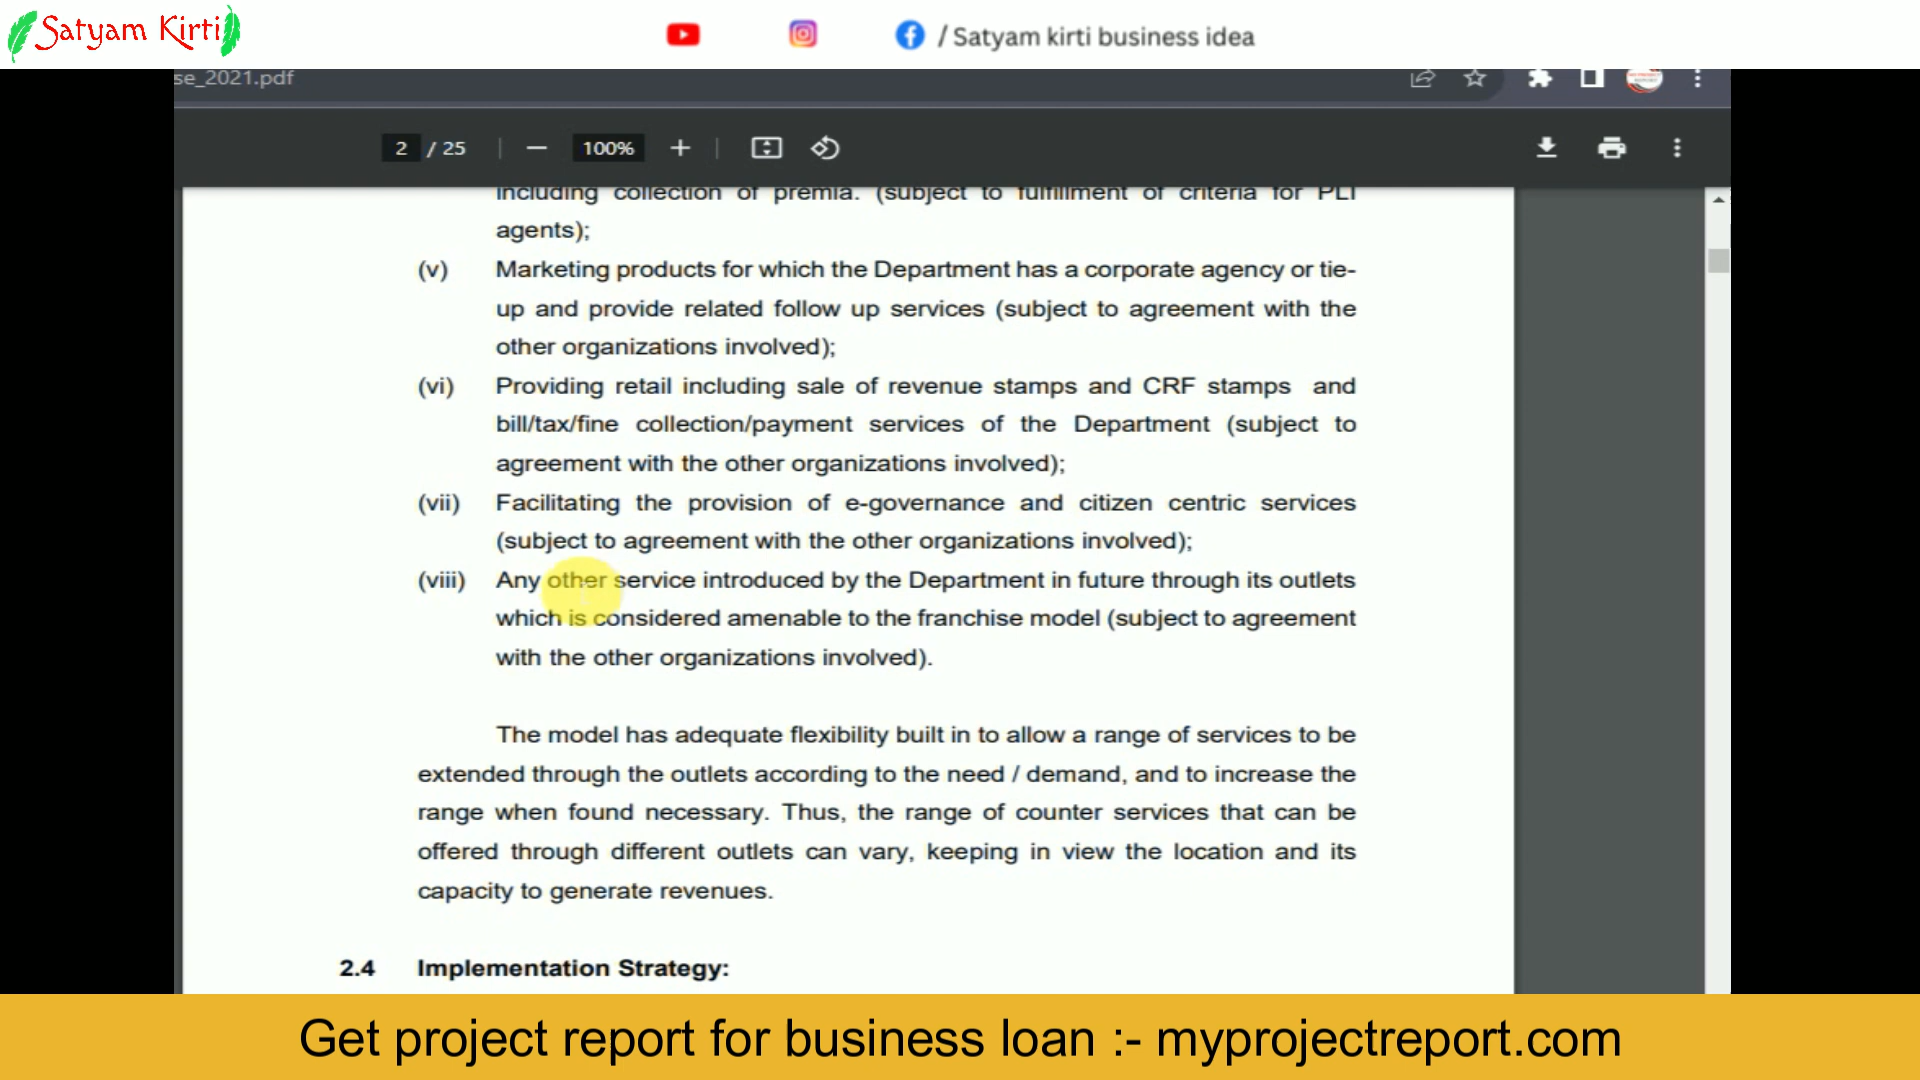 Satyam Kirti
/ Satyam kirti business idea
se_2021.pdf
2 / 25
100%
including collection of premia. (subject to fulfillment of criteria for PLI
agents);
(v) Marketing products for which the Department has a corporate agency or tie-
up and provide related follow up services (subject to agreement with the
other organizations involved);
(vi) Providing retail including sale of revenue stamps and CRF stamps and
bill/tax/fine collection/payment services of the Department (subject to
agreement with the other organizations involved);
(vii) Facilitating the provision of e-governance and citizen centric services
(subject to agreement with the other organizations involved);
(viii) Any other service introduced by the Department in future through its outlets
which is considered amenable to the franchise model (subject to agreement
with the other organizations involved).
The model has adequate flexibility built in to allow a range of services to be
extended through the outlets according to the need / demand, and to increase the
range when found necessary. Thus, the range of counter services that can be
offered through different outlets can vary, keeping in view the location and its
capacity to generate revenues.
2.4 Implementation Strategy:
Get project report for business loan :- myprojectreport.com